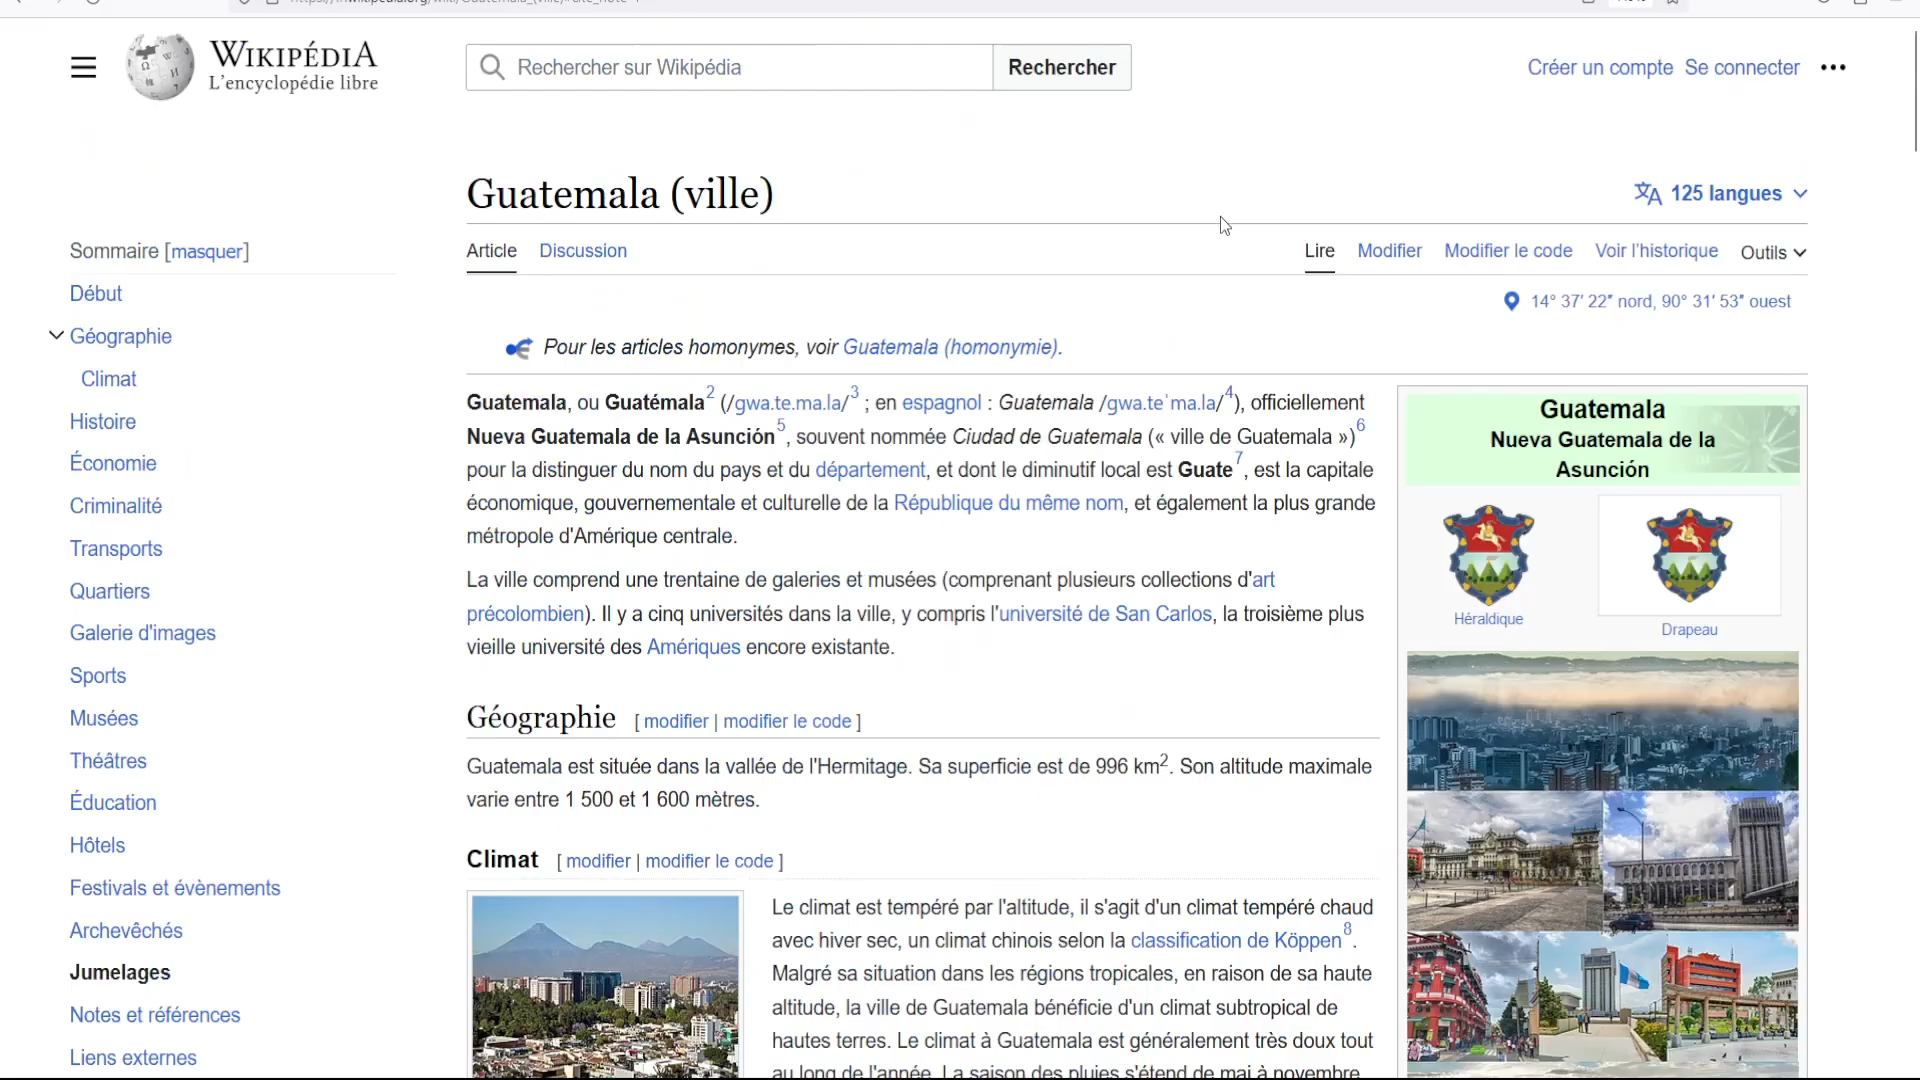 WIKIPÉDIA
L'encyclopédie libre
Rechercher sur Wikipédia
Rechercher
Créer un compte Se connecter
Guatemala (ville)
125 langues
Article Discussion
Lire Modifier Modifier le code Voir l'historique Outils
14° 37′ 22″ nord, 90° 31′ 53″ ouest
Sommaire [masquer]
Début
Géographie
Climat
Histoire
Économie
Criminalité
Transports
Quartiers
Galerie d'images
Sports
Musées
Théâtres
Éducation
Hôtels
Festivals et évènements
Archevêchés
Jumelages
Notes et références
Liens externes
Pour les articles homonymes, voir Guatemala (homonymie).
Guatemala, ou Guatémala2 (/gwa.te.ma.la/3 ; en espagnol : Guatemala /gwa.teˈma.la/4), officiellement
Nueva Guatemala de la Asunción5, souvent nommée Ciudad de Guatemala (« ville de Guatemala »)6
pour la distinguer du nom du pays et du département, et dont le diminutif local est Guate7, est la capitale
économique, gouvernementale et culturelle de la République du même nom, et également la plus grande
métropole d'Amérique centrale.
La ville comprend une trentaine de galeries et musées (comprenant plusieurs collections d'art
précolombien). Il y a cinq universités dans la ville, y compris l'université de San Carlos, la troisième plus
vieille université des Amériques encore existante.
Géographie [ modifier | modifier le code ]
Guatemala est située dans la vallée de l'Hermitage. Sa superficie est de 996 km2. Son altitude maximale
varie entre 1 500 et 1 600 mètres.
Climat [ modifier | modifier le code ]
Le climat est tempéré par l'altitude, il s'agit d'un climat tempéré chaud
avec hiver sec, un climat chinois selon la classification de Köppen8.
Malgré sa situation dans les régions tropicales, en raison de sa haute
altitude, la ville de Guatemala bénéficie d'un climat subtropical de
hautes terres. Le climat à Guatemala est généralement très doux tout
au long de l'année. La saison des pluies s'étend de mai à novembre
Guatemala
Nueva Guatemala de la
Asunción
Héraldique
Drapeau